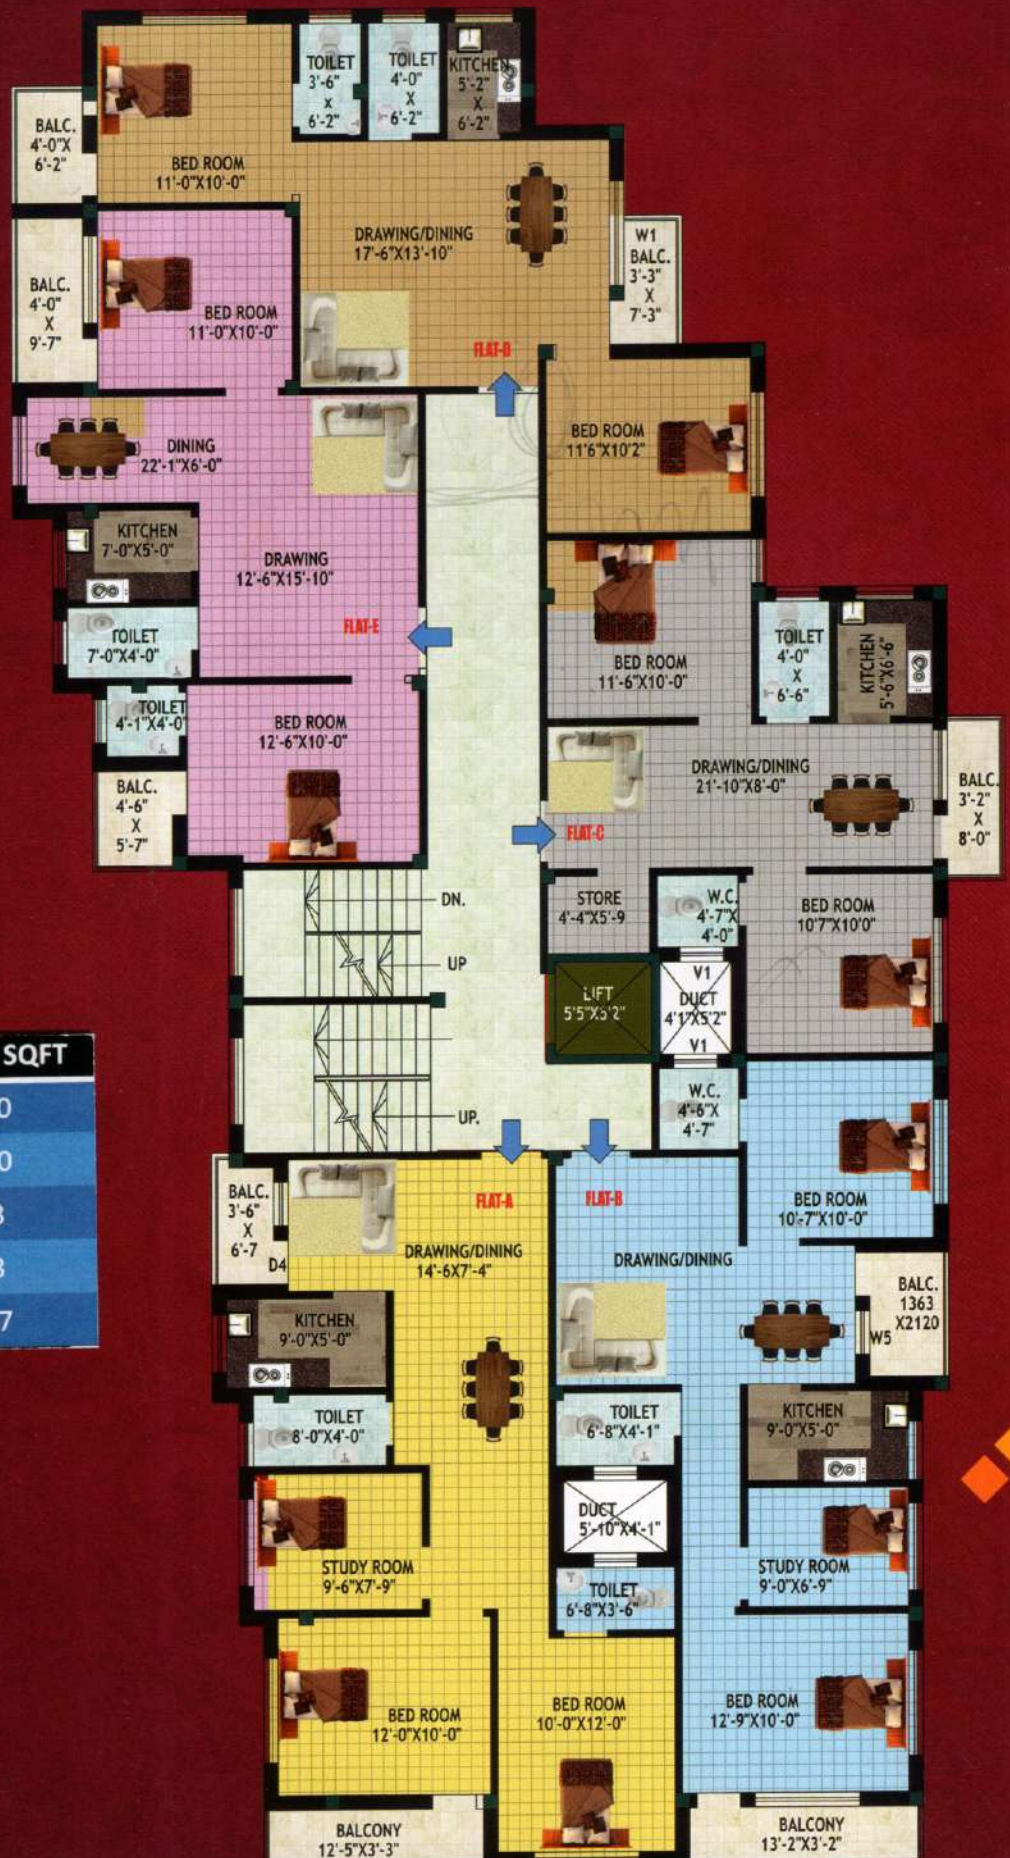 TOILET
3'-6"
x
6'-2"
TOILET
4'-0"
X
6'-2"
KITCHEN
5'-2"
X
6'-2"
BALC.
4'-0"X
6'-2"
BED ROOM
11'-0"X10'-0"
DRAWING/DINING
17'-6"X13'-10"
W1
BALC.
3'-3"
X
7'-3"
BALC.
4'-0"
X
9'-7"
BED ROOM
11'-0"X10'-0"
FLAT-D
BED ROOM
11'6"X10'2"
DINING
22'-1"X6'-0"
KITCHEN
7'-0"X5'-0"
DRAWING
12'-6"X15'-10"
FLAT-E
TOILET
7'-0"X4'-0"
BED ROOM
11'-6"X10'-0"
TOILET
4'-0"
X
6'-6"
KITCHEN
5'-6"X6'-6"
TOILET
4'-1"X4'-0"
BED ROOM
12'-6"X10'-0"
BALC.
4'-6"
X
5'-7"
DRAWING/DINING
21'-10"X8'-0"
BALC.
3'-2"
X
8'-0"
FLAT-C
DN.
UP
STORE
4'-4"X5'-9
W.C.
4'-7"X
4'-0"
BED ROOM
10'7"X10'0"
LIFT
5'5"X5'2"
V1
DUCT
4'1"X5'2"
V1
SQFT
0
0
3
3
7
UP.
W.C.
4'-6"X
4'-7"
BED ROOM
10'-7"X10'-0"
BALC.
3'-6"
X
6'-7
D4
FLAT-A
FLAT-B
DRAWING/DINING
14'-6X7'-4"
DRAWING/DINING
BALC.
1363
X2120
W5
KITCHEN
9'-0"X5'-0"
TOILET
8'-0"X4'-0"
TOILET
6'-8"X4'-1"
KITCHEN
9'-0"X5'-0"
DUCT
5'-10"X4'-1"
STUDY ROOM
9'-6"X7'-9"
STUDY ROOM
9'-0"X6'-9"
TOILET
6'-8"X3'-6"
BED ROOM
12'-0"X10'-0"
BED ROOM
10'-0"X12'-0"
BED ROOM
12'-9"X10'-0"
BALCONY
12'-5"X3'-3"
BALCONY
13'-2"X3'-2"